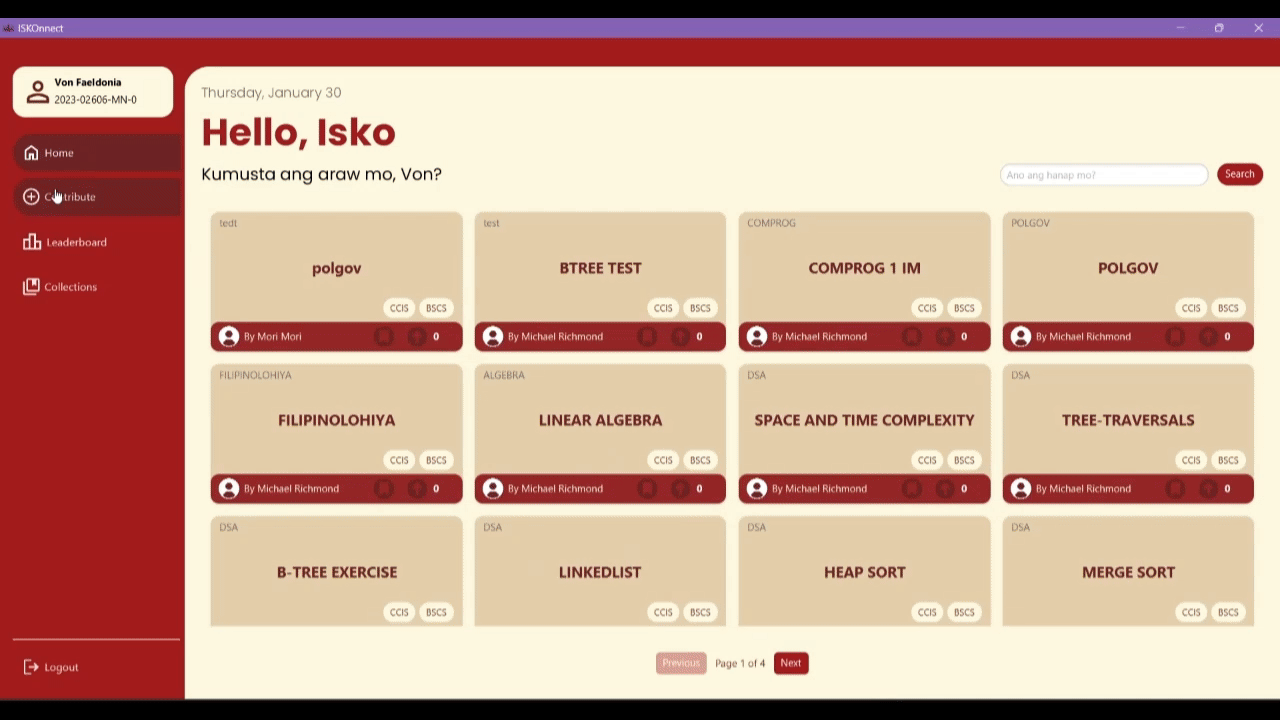 ISKOnnect
Von Faeldonia
2023-02606-MN-0
Home
Contribute
Leaderboard
Collections
Logout
Thursday, January 30
Hello, Isko
Kumusta ang araw mo, Von?
Ano ang hanap mo?
Search
tedt
polgov
CCIS BSCS
By Mori Mori 0
test
BTREE TEST
CCIS BSCS
By Michael Richmond 0
COMPROG
COMPROG 1 IM
CCIS BSCS
By Michael Richmond 0
POLGOV
POLGOV
CCIS BSCS
By Michael Richmond 0
FILIPINOLOHIYA
FILIPINOLOHIYA
CCIS BSCS
By Michael Richmond 0
ALGEBRA
LINEAR ALGEBRA
CCIS BSCS
By Michael Richmond 0
DSA
SPACE AND TIME COMPLEXITY
CCIS BSCS
By Michael Richmond 0
DSA
TREE-TRAVERSALS
CCIS BSCS
By Michael Richmond 0
DSA
B-TREE EXERCISE
CCIS BSCS
DSA
LINKEDLIST
CCIS BSCS
DSA
HEAP SORT
CCIS BSCS
DSA
MERGE SORT
CCIS BSCS
Previous Page 1 of 4 Next